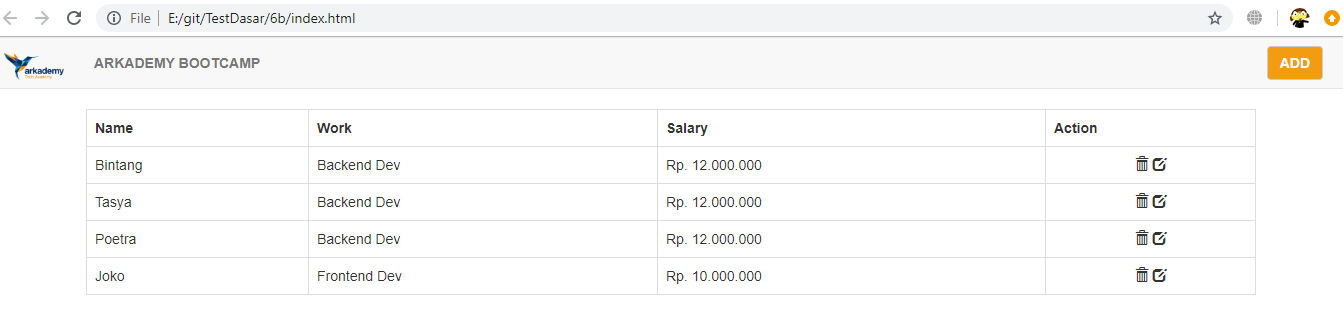 File E:/git/TestDasar/6b/index.html
arkademy
Tech Academy
ARKADEMY BOOTCAMP
ADD
Name Work Salary Action
Bintang Backend Dev Rp. 12.000.000
Tasya Backend Dev Rp. 12.000.000
Poetra Backend Dev Rp. 12.000.000
Joko Frontend Dev Rp. 10.000.000